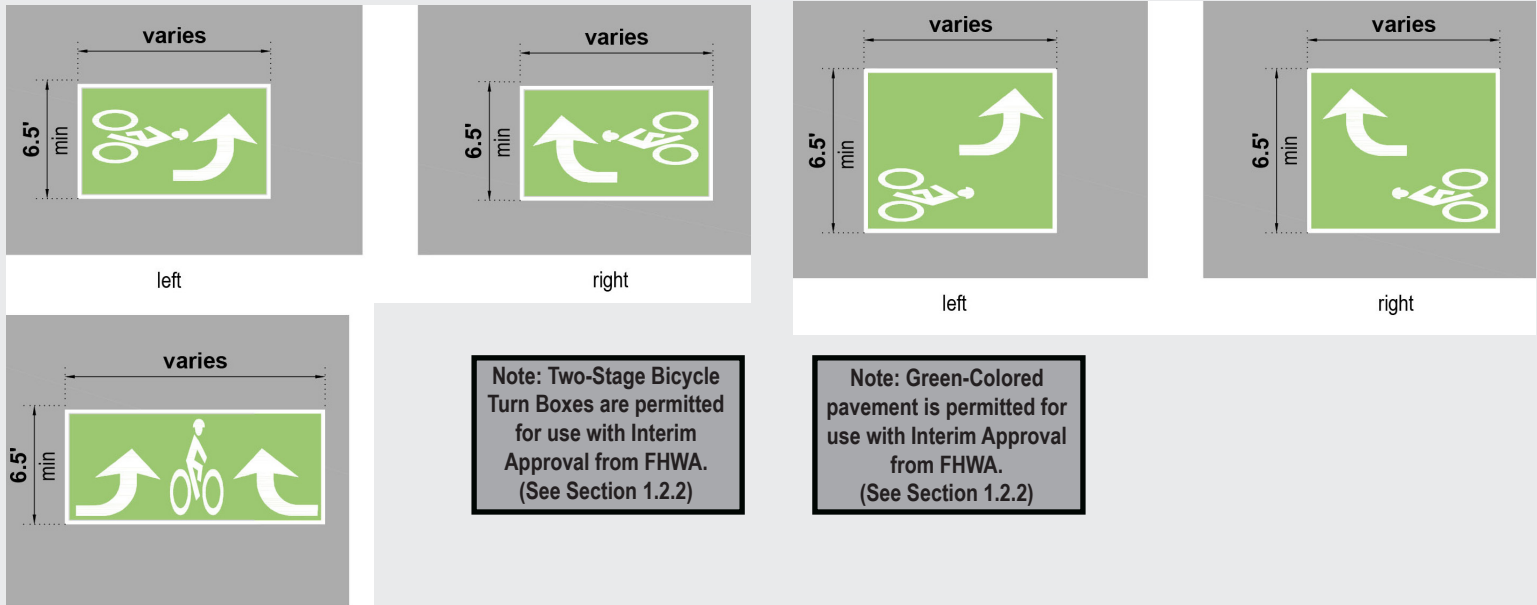 varies
6.5'
min
left
varies
6.5'
min
right
varies
6.5'
min
left
varies
6.5'
min
right
varies
6.5'
min
Note: Two-Stage Bicycle
Turn Boxes are permitted
for use with Interim
Approval from FHWA.
(See Section 1.2.2)
Note: Green-Colored
pavement is permitted for
use with Interim Approval
from FHWA.
(See Section 1.2.2)